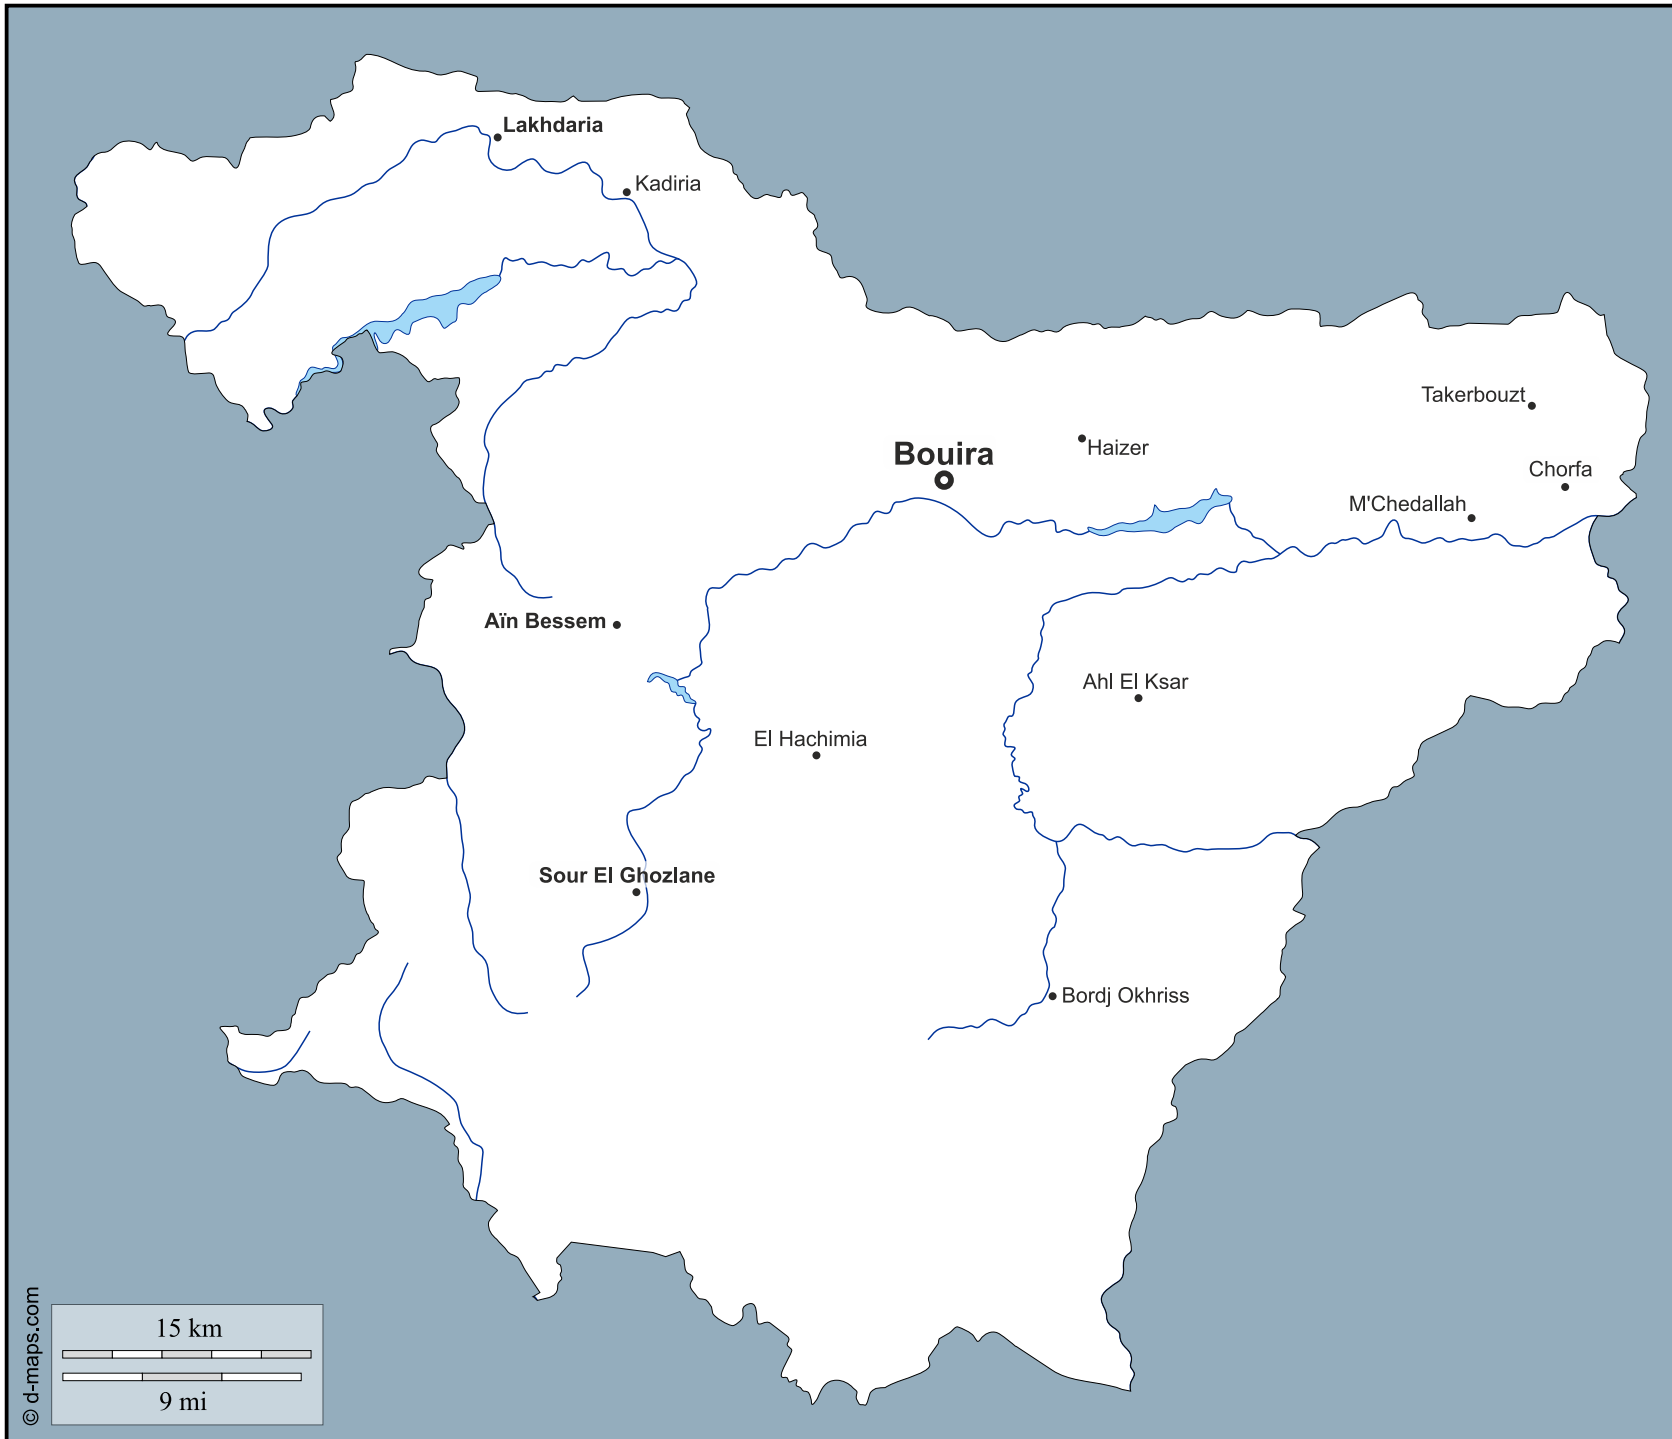 Lakhdaria
Kadiria
Takerbouzt
Haizer
Bouira
Chorfa
M'Chedallah
Aïn Bessem
Ahl El Ksar
El Hachimia
Sour El Ghozlane
Bordj Okhriss
15 km
9 mi
© d-maps.com